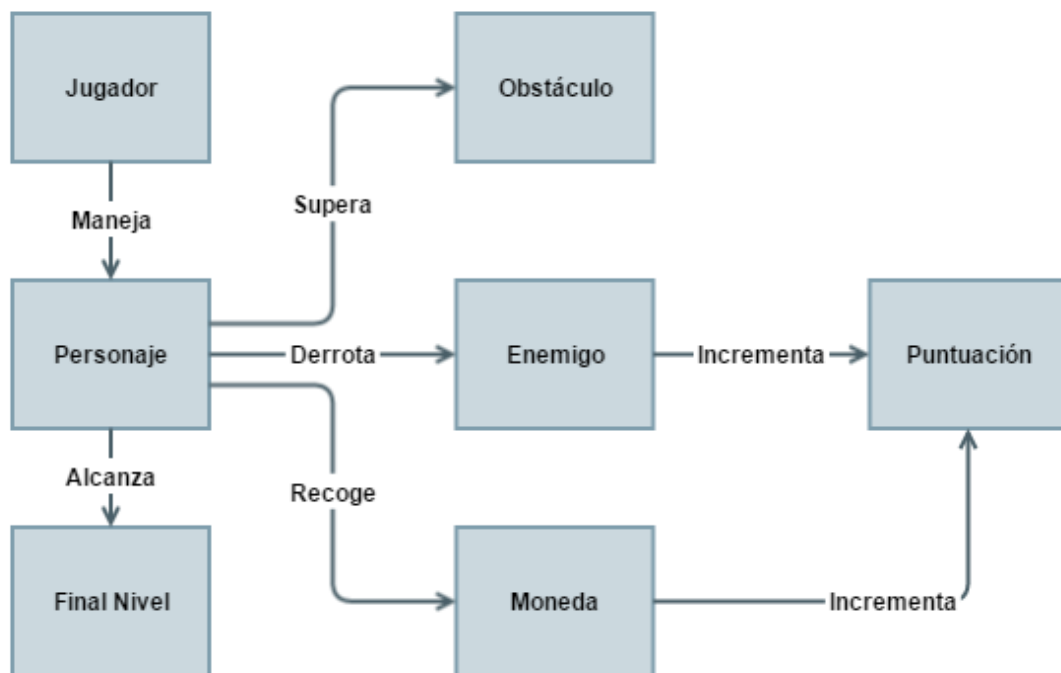 Jugador
Obstáculo
Maneja
Supera
Personaje
Derrota
Enemigo
Incrementa
Puntuación
Alcanza
Recoge
Final Nivel
Moneda
Incrementa